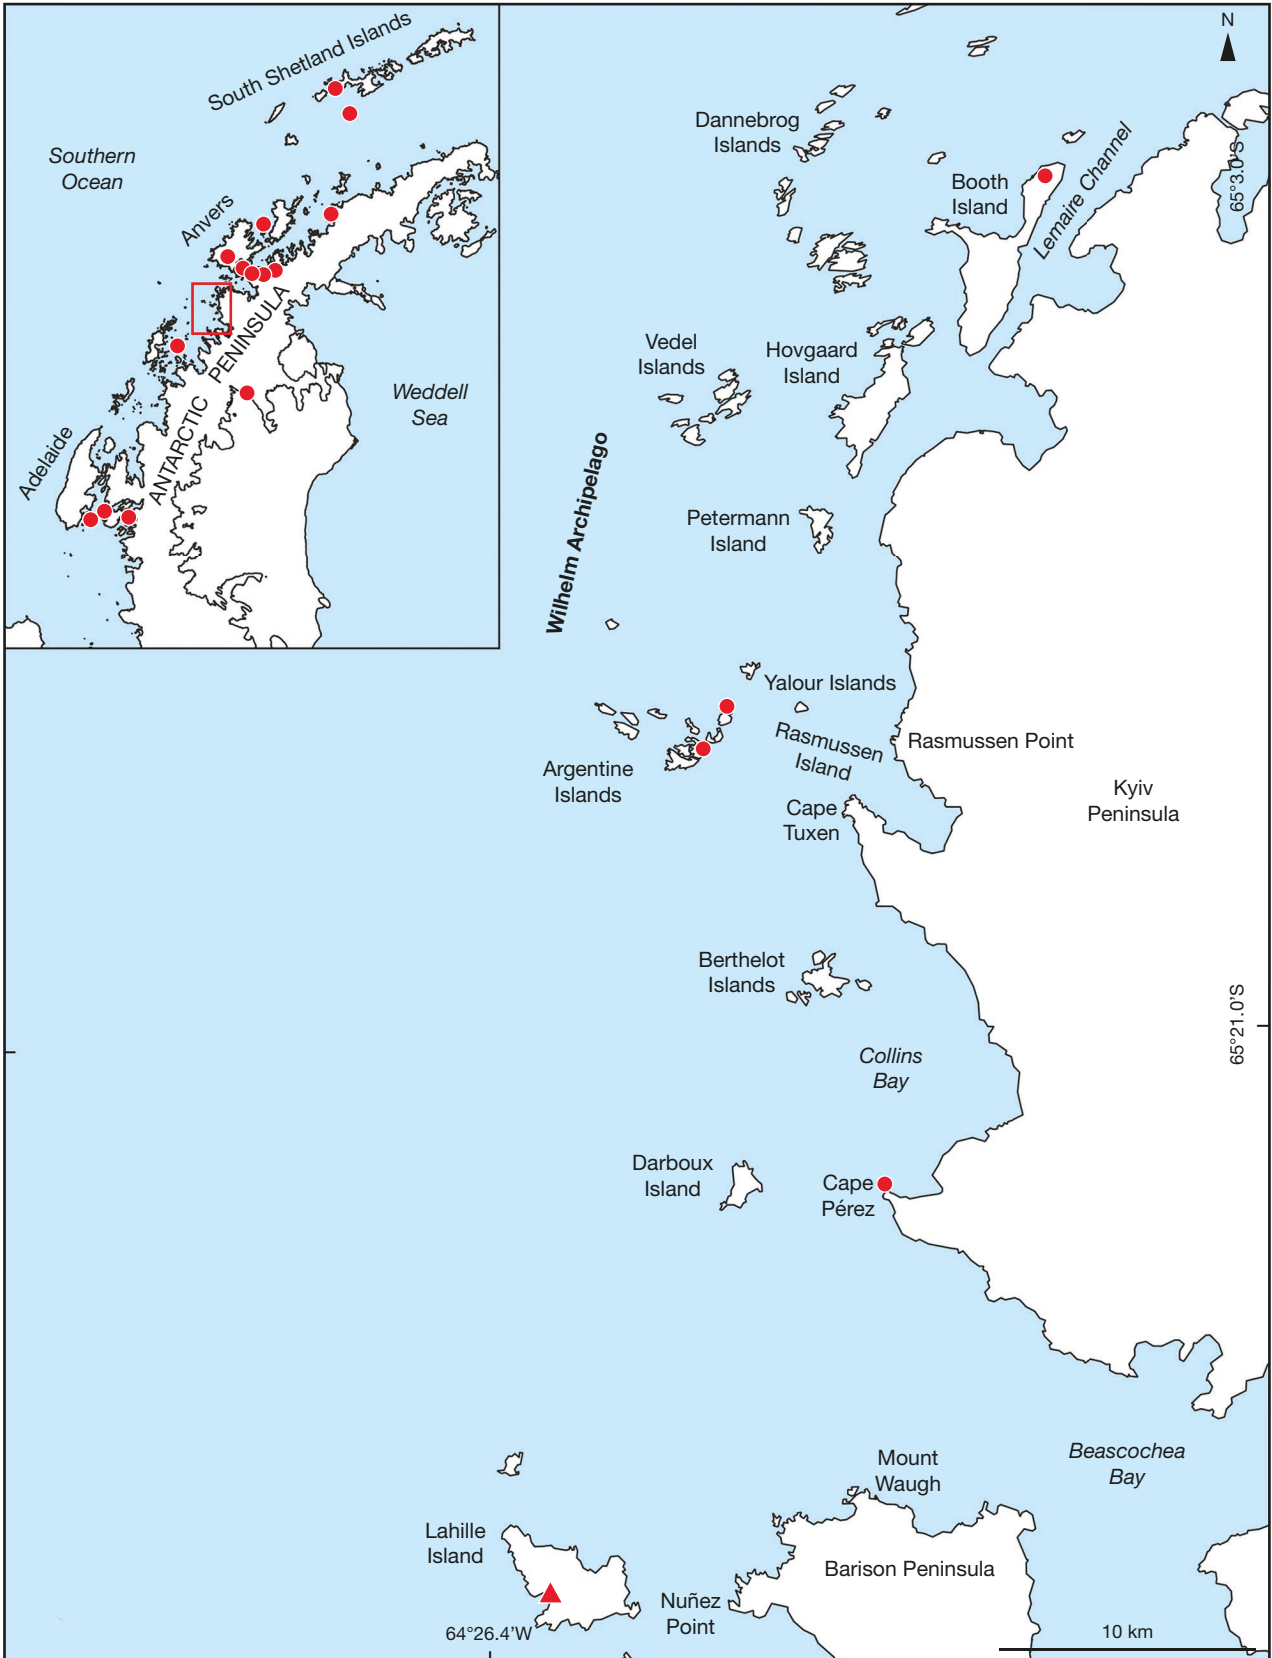 South Shetland Islands
Southern
Ocean
Anvers
ANTARCTIC PENINSULA
Weddell
Sea
Adelaide
N
Dannebrog
Islands
Booth
Island
Lemaire Channel
65°3.0'S
Vedel
Islands
Hovgaard
Island
Wilhelm Archipelago
Petermann
Island
Yalour Islands
Rasmussen
Island
Rasmussen Point
Argentine
Islands
Cape
Tuxen
Kyiv
Peninsula
Berthelot
Islands
65°21.0'S
Collins
Bay
Darboux
Island
Cape
Pérez
Beascochea
Bay
Mount
Waugh
Lahille
Island
Barison Peninsula
Nuñez
Point
64°26.4'W
10 km